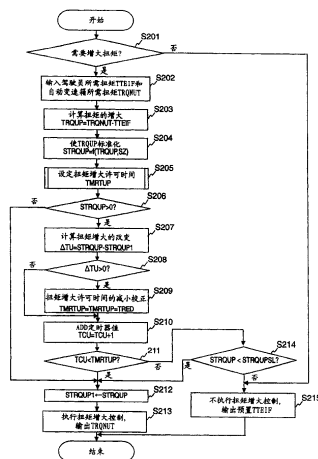 开始
S201
需要增大扭矩?
否
是
S202
输入驾驶员所需扭矩TTEIF和
自动变速箱所需扭矩TRQNUT
S203
计算扭矩的增大
TRQUP=TRQNUT-TTEIF
S204
使TRQUP标准化
STRQUP=f(TRQUP,SZ)
S205
设定扭矩增大许可时间
TMRTUP
S206
STRQUP>0?
否
是
S207
计算扭矩增大的改变
ΔTU=STRQUP-STRQUP1
S208
ΔTU>0?
否
是
S209
扭矩增大许可时间的减小校正
TMRTUP=TMRTUP-TRED
S210
ADD定时器值
TCU=TCU+1
211
TCU<TMRTUP?
是
否
S214
STRQUP < STRQUPSL?
是
否
S212
STRQUP1←STRQUP
S213
执行扭矩增大控制,
输出TRQNUT
S215
不执行扭矩增大控制,
输出预置TTEIF
结束